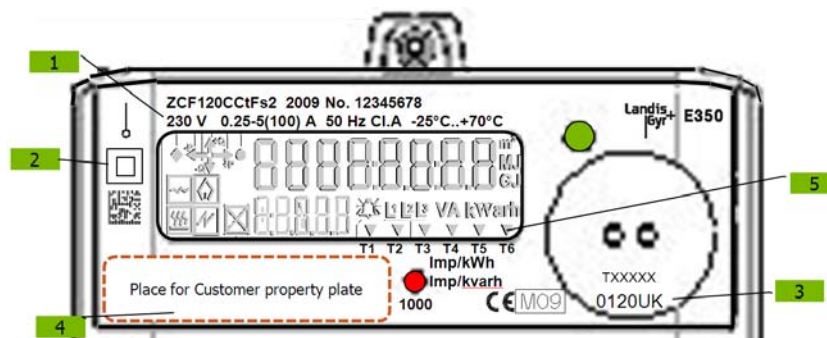 1
ZCF120CCtFs2 2009 No. 12345678
230 V 0.25-5(100) A 50 Hz Cl.A -25°C..+70°C
Landis
Gyr+ E350
2
m³
MJ
GJ
5
L1 L2 L3 VA kWarh
T1 T2 T3 T4 T5 T6
Imp/kWh
Imp/kvarh
1000
Place for Customer property plate
CE M09
TXXXXX
0120UK
3
4